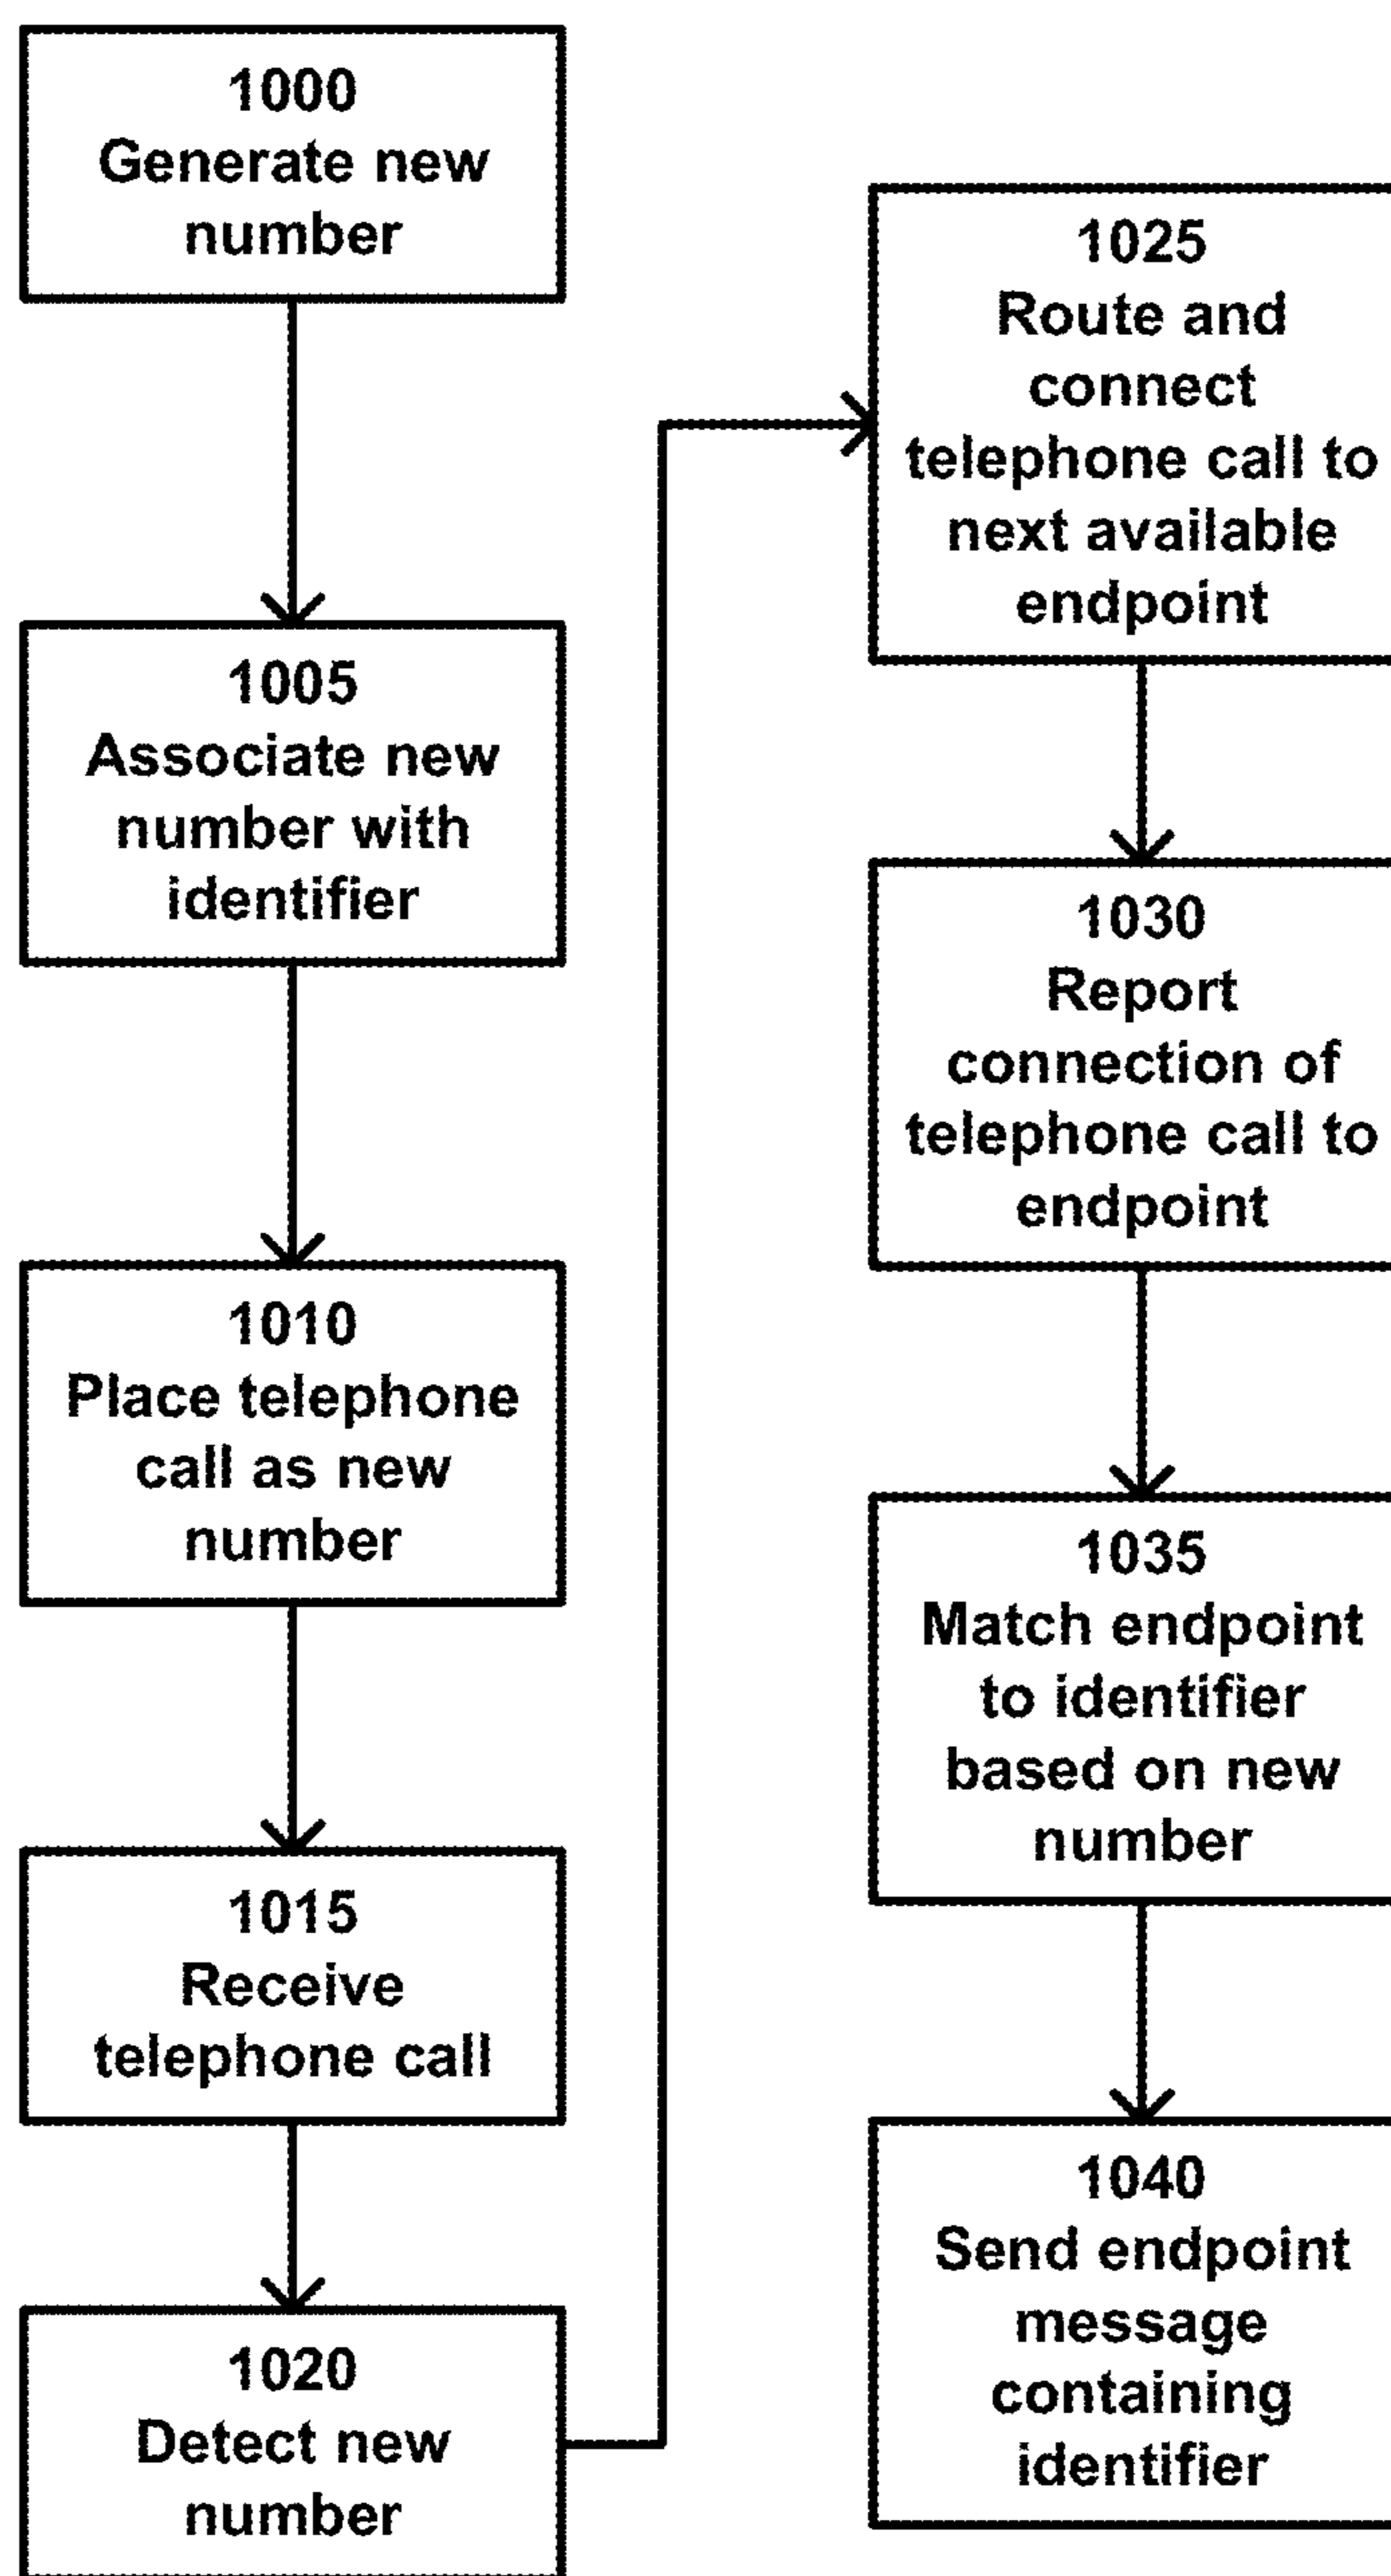 1000
Generate new
number
1005
Associate new
number with
identifier
1010
Place telephone
call as new
number
1015
Receive
telephone call
1020
Detect new
number
1025
Route and
connect
telephone call to
next available
endpoint
1030
Report
connection of
telephone call to
endpoint
1035
Match endpoint
to identifier
based on new
number
1040
Send endpoint
message
containing
identifier